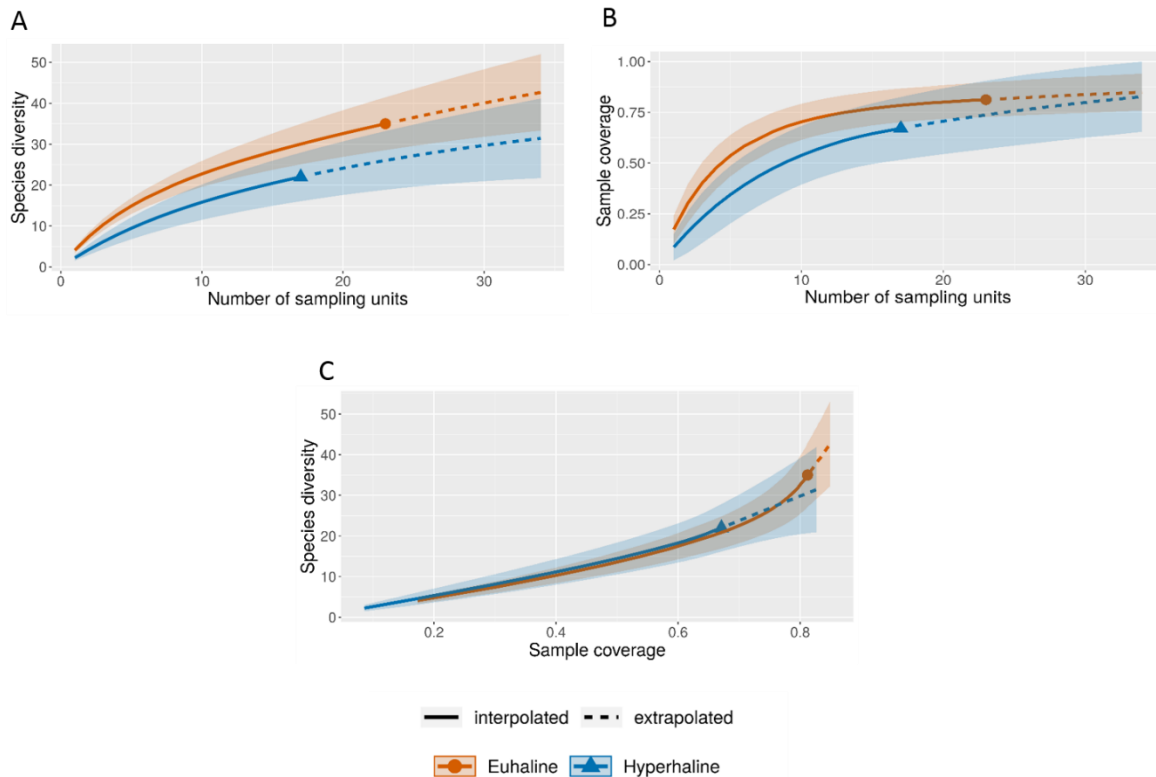 A
Species diversity
50
40
30
20
10
0
0 10 20 30
Number of sampling units
B
Sample coverage
1.00
0.75
0.50
0.25
0.00
0 10 20 30
Number of sampling units
C
Species diversity
50
40
30
20
10
0
0.2 0.4 0.6 0.8
Sample coverage
interpolated extrapolated
Euhaline Hyperhaline